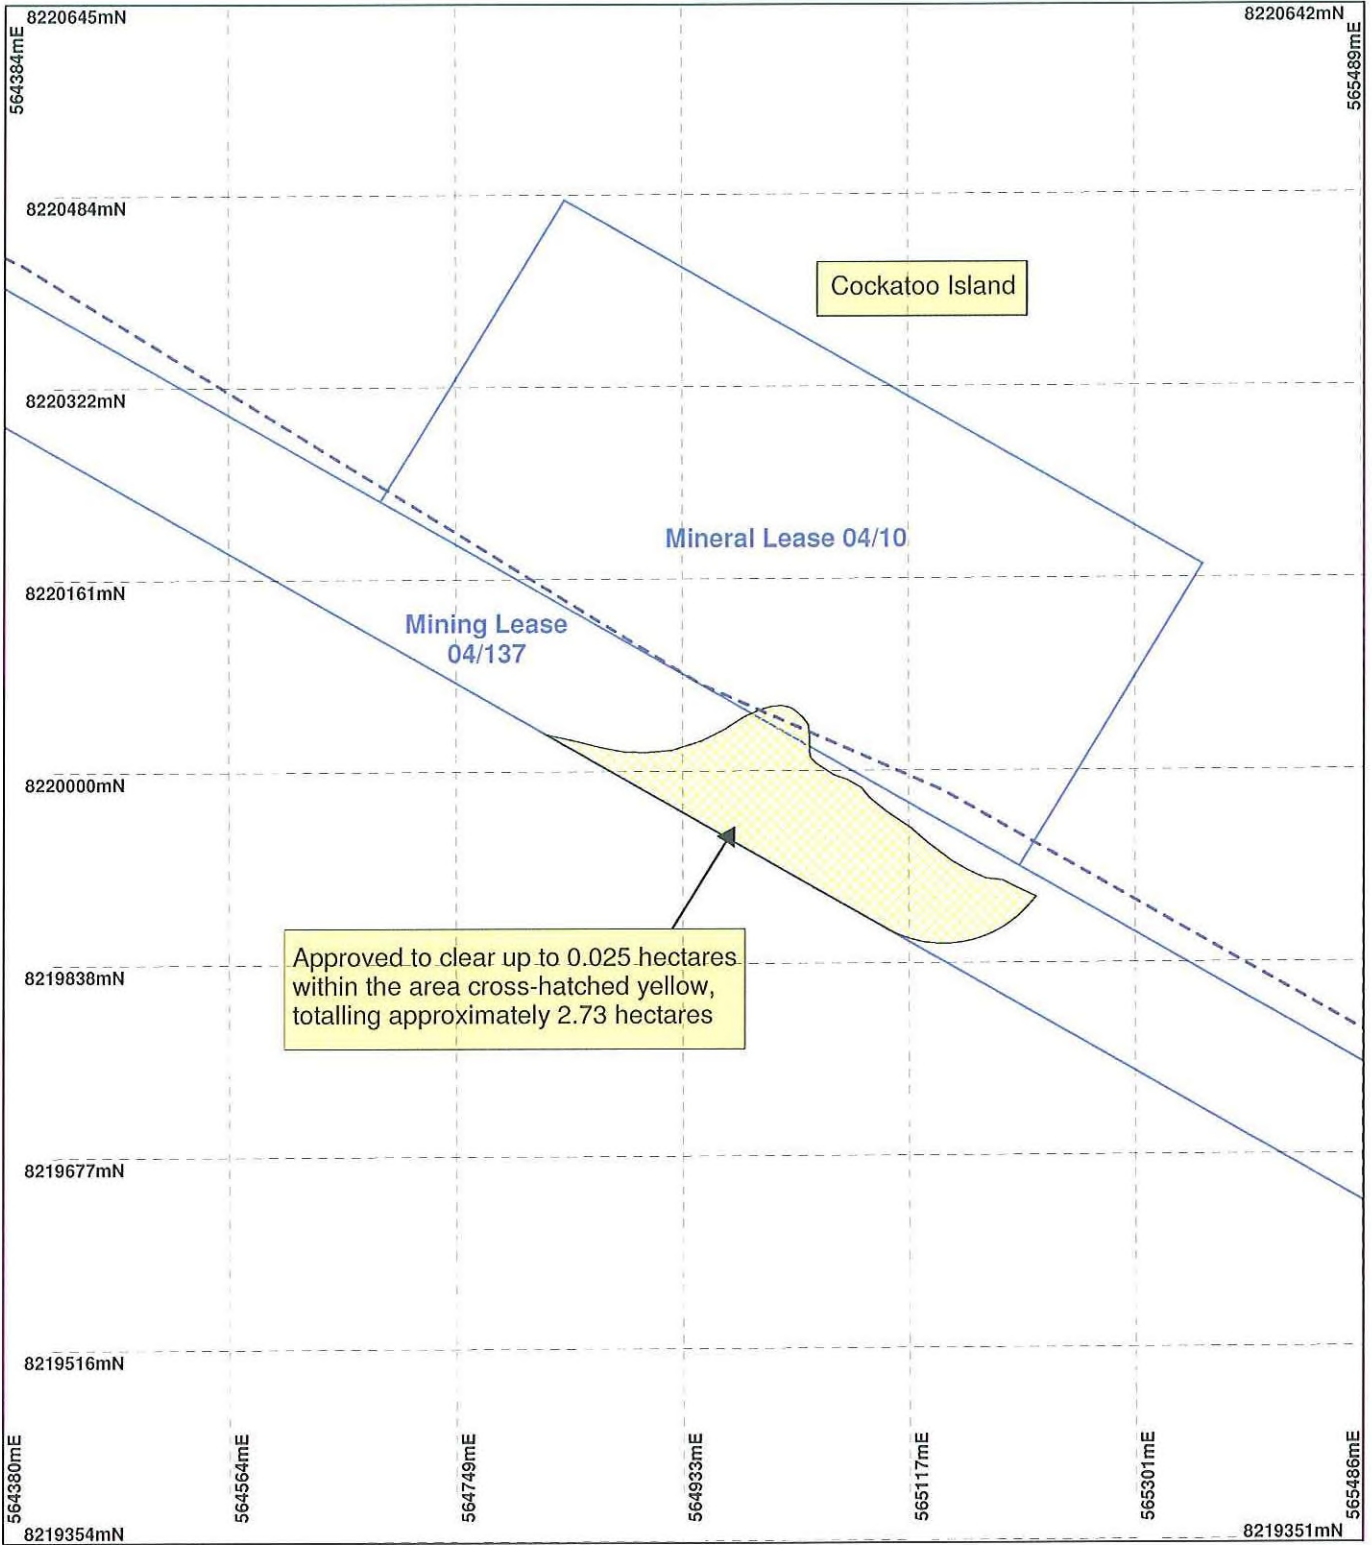 8220645mN
8220642mN
564384mE
565489mE
8220484mN
Cockatoo Island
8220322mN
Mineral Lease 04/10
8220161mN
Mining Lease
04/137
8220000mN
Approved to clear up to 0.025 hectares
within the area cross-hatched yellow,
totalling approximately 2.73 hectares
8219838mN
8219677mN
8219516mN
564380mE
564564mE
564749mE
564933mE
565117mE
565301mE
565486mE
8219354mN
8219351mN